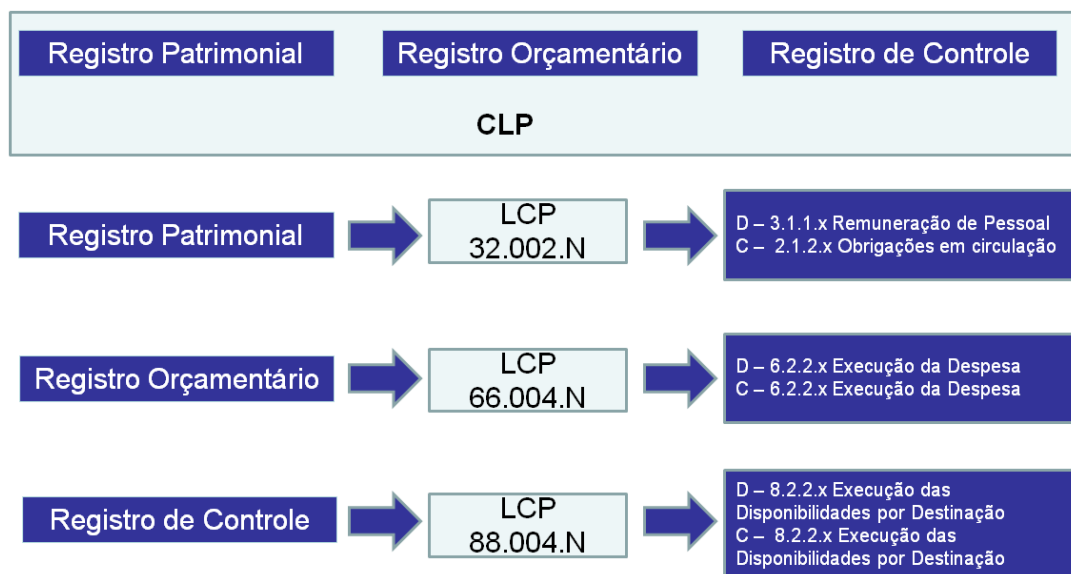 Registro Patrimonial
Registro Orçamentário
Registro de Controle
CLP
Registro Patrimonial
LCP
32.002.N
D – 3.1.1.x Remuneração de Pessoal
C –  2.1.2.x Obrigações em circulação
Registro Orçamentário
LCP
66.004.N
D – 6.2.2.x Execução da Despesa
C – 6.2.2.x Execução da Despesa
Registro de Controle
LCP
88.004.N
D – 8.2.2.x Execução das
Disponibilidades por Destinação
C –  8.2.2.x Execução das
Disponibilidades por Destinação